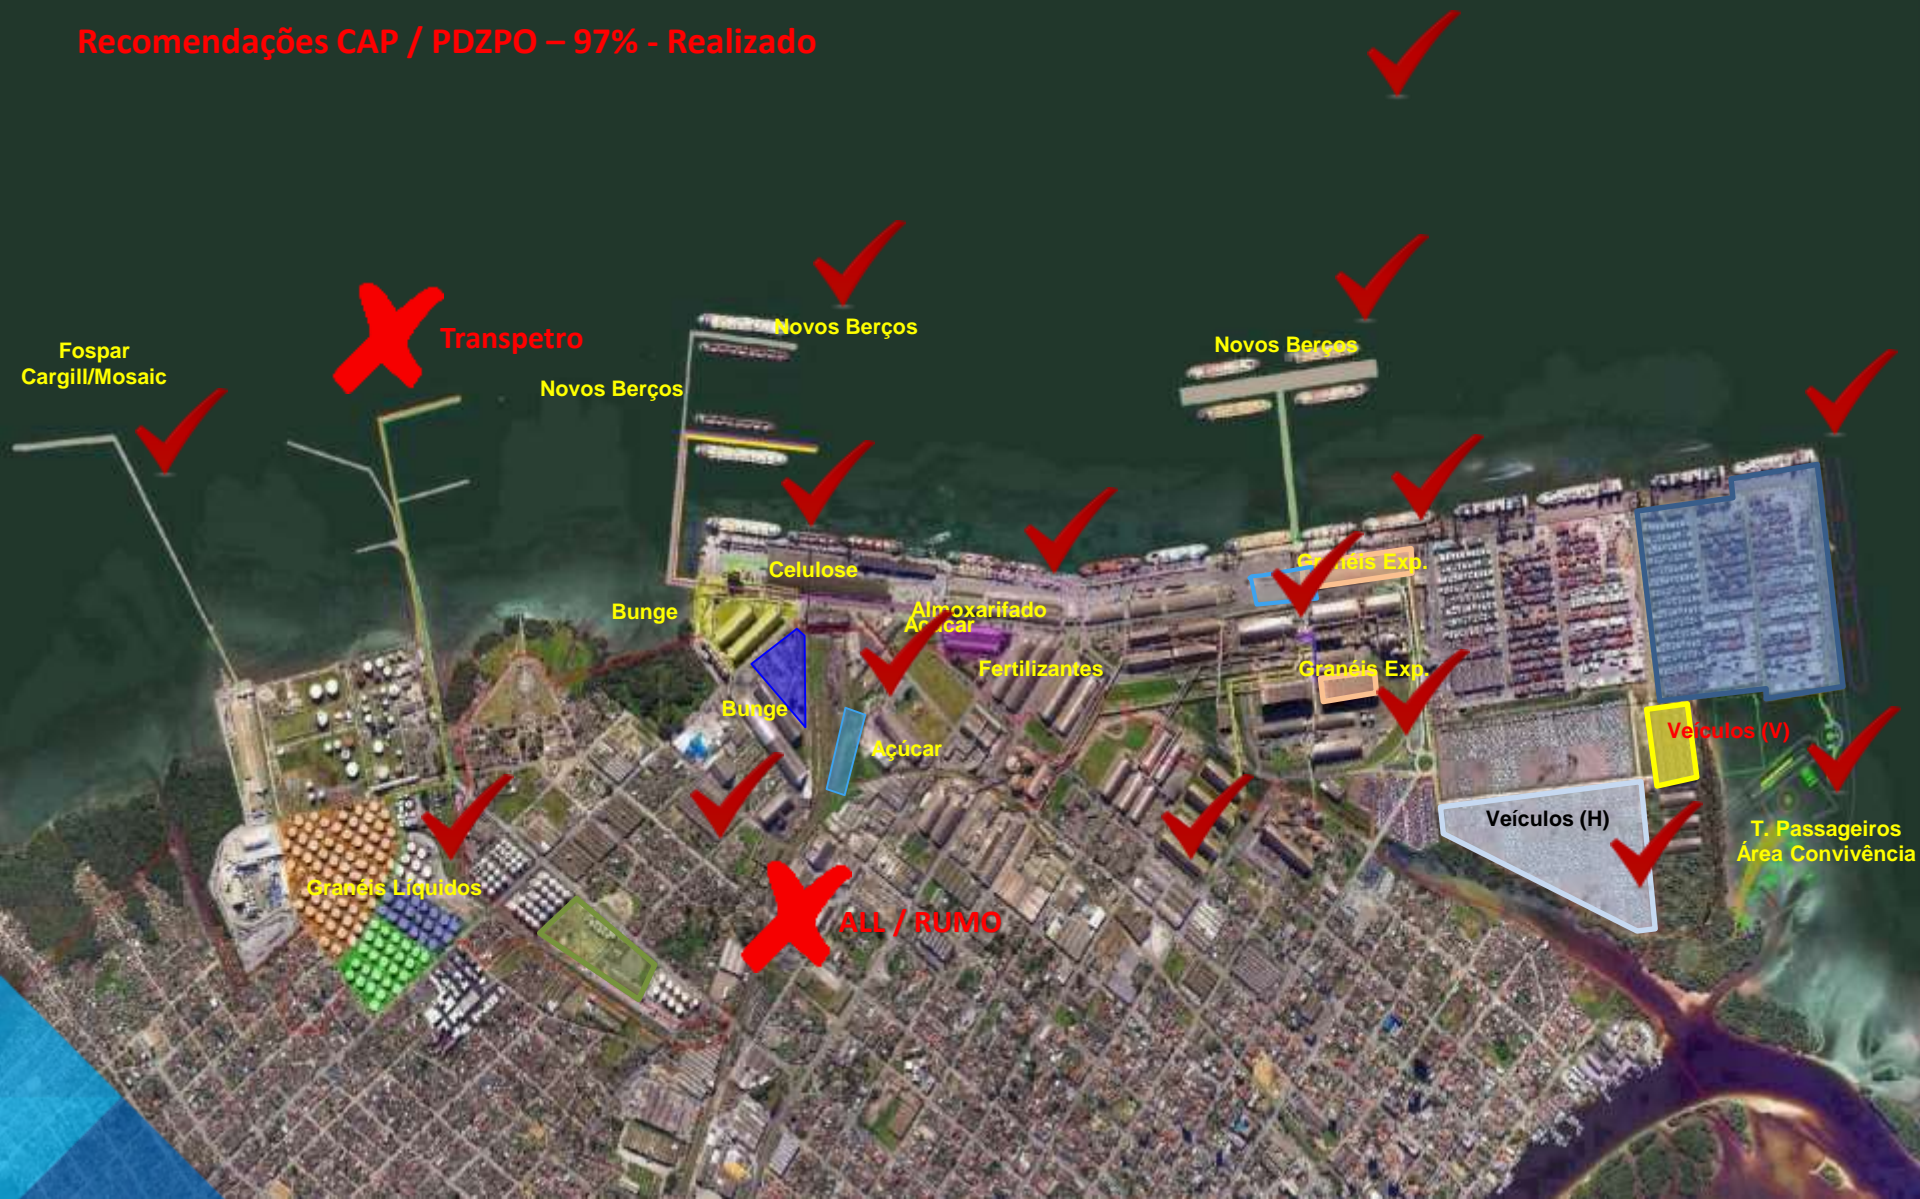 Recomendações CAP / PDZPO – 97% - Realizado
Novos Berços
Transpetro
Fospar
Cargill/Mosaic
Novos Berços
Novos Berços
Granéis Exp.
Celulose
Bunge
Almoxarifado
Açúcar
Fertilizantes
Granéis Exp.
Bunge
Açúcar
Veículos (V)
Veículos (H)
T. Passageiros
Área Convivência
Granéis Líquidos
ALL / RUMO